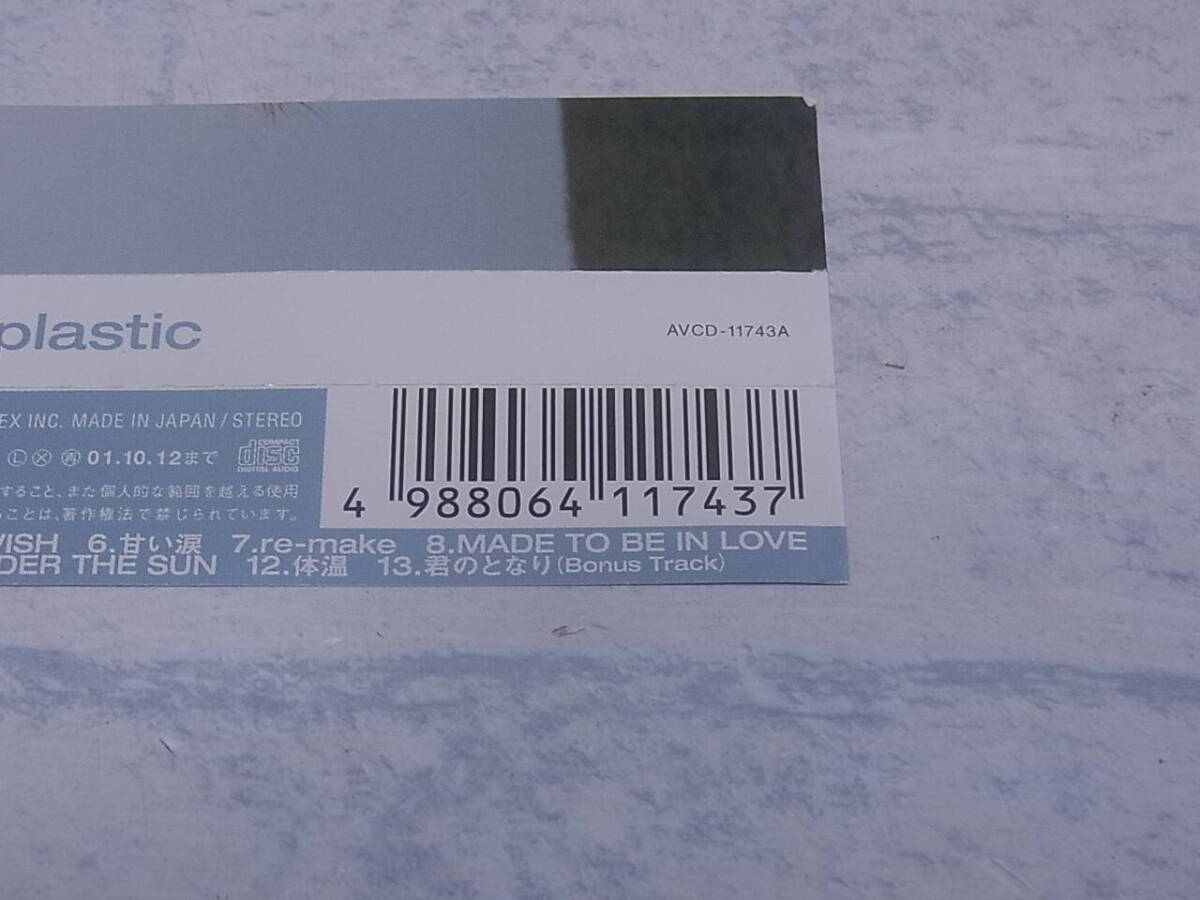 plastic
AVCD-11743A
EX INC. MADE IN JAPAN / STEREO
Ⓛ 01.10.12まで COMPACT disc DIGITAL AUDIO
すること、また個人的な範囲を越える使用
ことは、著作権法で禁じられています。
4 988064 117437
VISH 6.甘い涙 7.re-make 8.MADE TO BE IN LOVE
DER THE SUN 12.体温 13.君のとなり(Bonus Track)